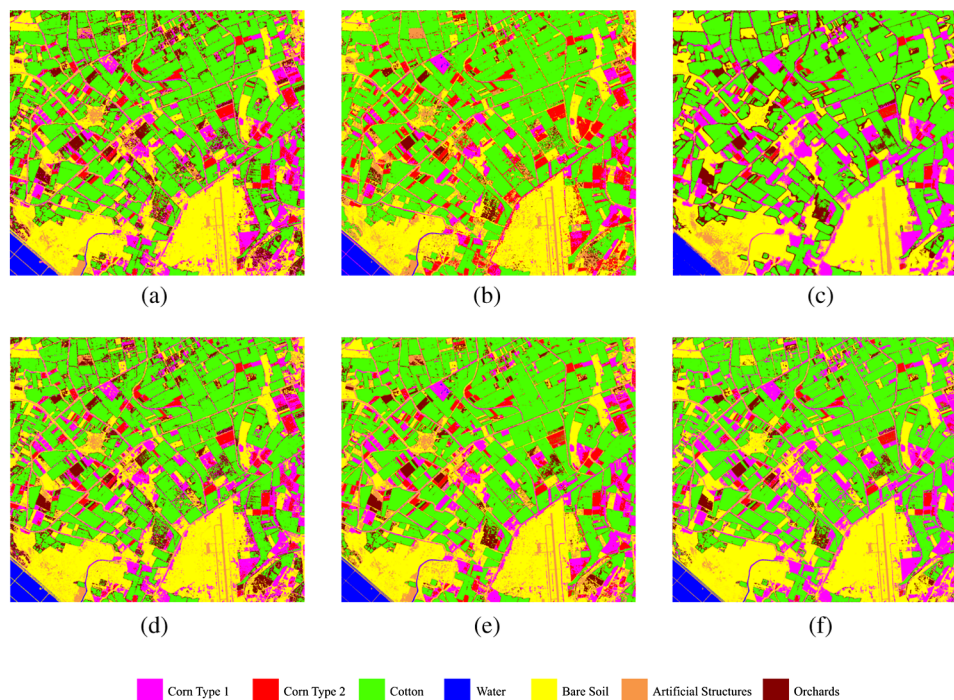 (a) (b) (c)
(d) (e) (f)
Corn Type 1 Corn Type 2 Cotton Water Bare Soil Artificial Structures Orchards